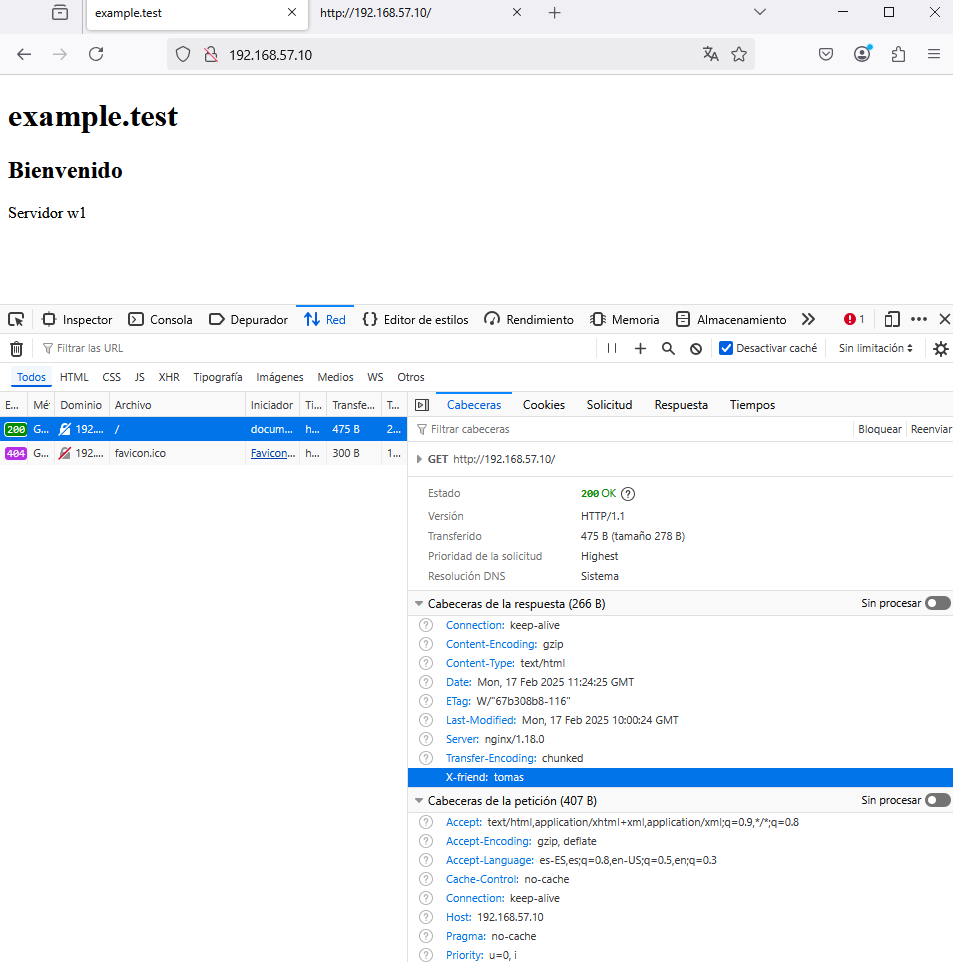 example.test http://192.168.57.10/
192.168.57.10
example.test
Bienvenido
Servidor w1
Inspector Consola Depurador Red Editor de estilos Rendimiento Memoria Almacenamiento 1
Filtrar las URL Desactivar caché Sin limitación
Todos HTML CSS JS XHR Tipografía Imágenes Medios WS Otros
E... Mé Dominio Archivo Iniciador Ti... Transfe... T...
200 G... 192.... / docum... h... 475 B 2...
404 G... 192.... favicon.ico Favicon... h... 300 B 1...
Cabeceras Cookies Solicitud Respuesta Tiempos
Filtrar cabeceras Bloquear Reenviar
GET http://192.168.57.10/
Estado 200 OK
Versión HTTP/1.1
Transferido 475 B (tamaño 278 B)
Prioridad de la solicitud Highest
Resolución DNS Sistema
Cabeceras de la respuesta (266 B) Sin procesar
Connection: keep-alive
Content-Encoding: gzip
Content-Type: text/html
Date: Mon, 17 Feb 2025 11:24:25 GMT
ETag: W/"67b308b8-116"
Last-Modified: Mon, 17 Feb 2025 10:00:24 GMT
Server: nginx/1.18.0
Transfer-Encoding: chunked
X-friend: tomas
Cabeceras de la petición (407 B) Sin procesar
Accept: text/html,application/xhtml+xml,application/xml;q=0.9,*/*;q=0.8
Accept-Encoding: gzip, deflate
Accept-Language: es-ES,es;q=0.8,en-US;q=0.5,en;q=0.3
Cache-Control: no-cache
Connection: keep-alive
Host: 192.168.57.10
Pragma: no-cache
Priority: u=0, i